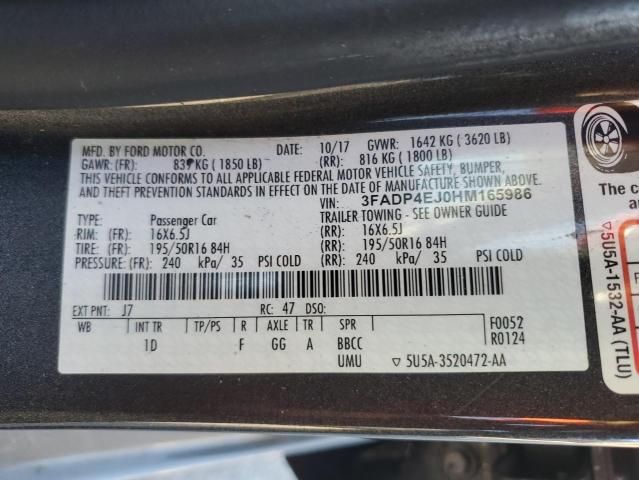 MFD. BY FORD MOTOR CO. DATE: 10/17 GVWR: 1642 KG ( 3620 LB)
GAWR: (FR): 839 KG ( 1850 LB) (RR): 816 KG ( 1800 LB)
THIS VEHICLE CONFORMS TO ALL APPLICABLE FEDERAL MOTOR VEHICLE SAFETY, BUMPER,
AND THEFT PREVENTION STANDARDS IN EFFECT ON THE DATE OF MANUFACTURE SHOWN ABOVE.
VIN: 3FADP4EJ0HM165986
TYPE: Passenger Car TRAILER TOWING - SEE OWNER GUIDE
RIM: (FR): 16X6.5J (RR): 16X6.5J
TIRE: (FR): 195/50R16 84H (RR): 195/50R16 84H
PRESSURE: (FR): 240 kPa/ 35 PSI COLD (RR): 240 kPa/ 35 PSI COLD
EXT PNT: J7 RC: 47 DSO:
WB INT TR TP/PS R AXLE TR SPR F0052
1D F GG A BBCC R0124
UMU ▽ 5U5A-3520472-AA
The c
a
▽5U5A-1532-AA (TLU)